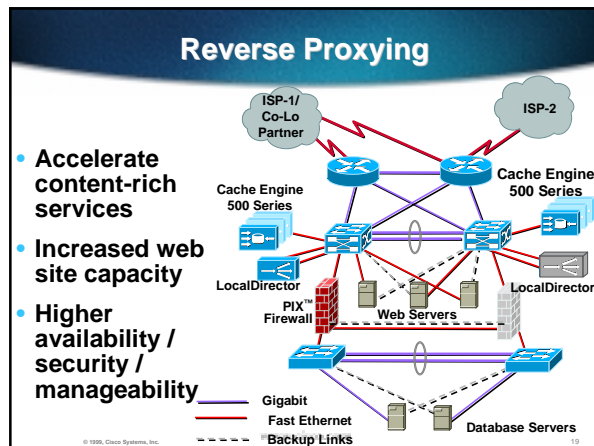 Reverse Proxying
ISP-1/
Co-Lo
Partner
ISP-2
• Accelerate
content-rich
services
• Increased web
site capacity
• Higher
availability /
security /
manageability
Cache Engine
500 Series
Cache Engine
500 Series
LocalDirector
LocalDirector
PIX™
Firewall
Web Servers
Gigabit
Fast Ethernet
Backup Links
Database Servers
© 1999, Cisco Systems, Inc.
19